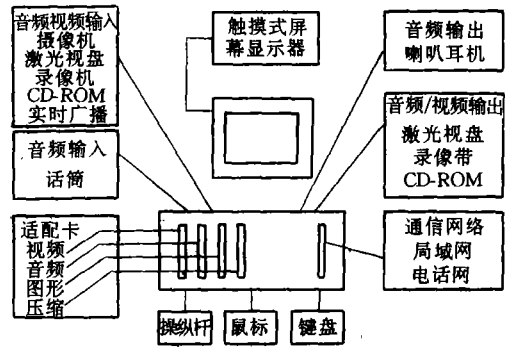 音频视频输入
摄像机
激光视盘
录像机
CD-ROM
实时广播
音频输入
话筒
适配卡
视频
音频
图形
压缩
触摸式屏
幕显示器
音频输出
喇叭耳机
音频/视频输出
激光视盘
录像带
CD-ROM
通信网络
局域网
电话网
操纵杆
鼠标
键盘